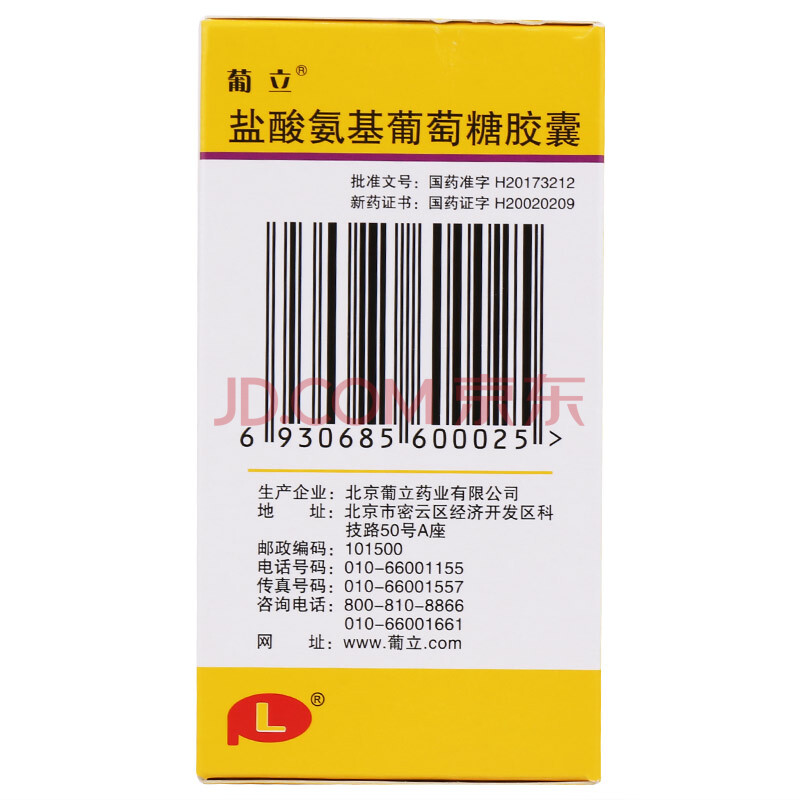 葡立®
盐酸氨基葡萄糖胶囊
批准文号：国药准字 H20173212
新药证书：国药证字 H20020209
JD.COM 京东
6 930685 600025 >
生产企业：北京葡立药业有限公司
地 址：北京市密云区经济开发区科
技路50号A座
邮政编码：101500
电话号码：010-66001155
传真号码：010-66001557
咨询电话：800-810-8866
010-66001661
网 址：www.葡立.com
L®